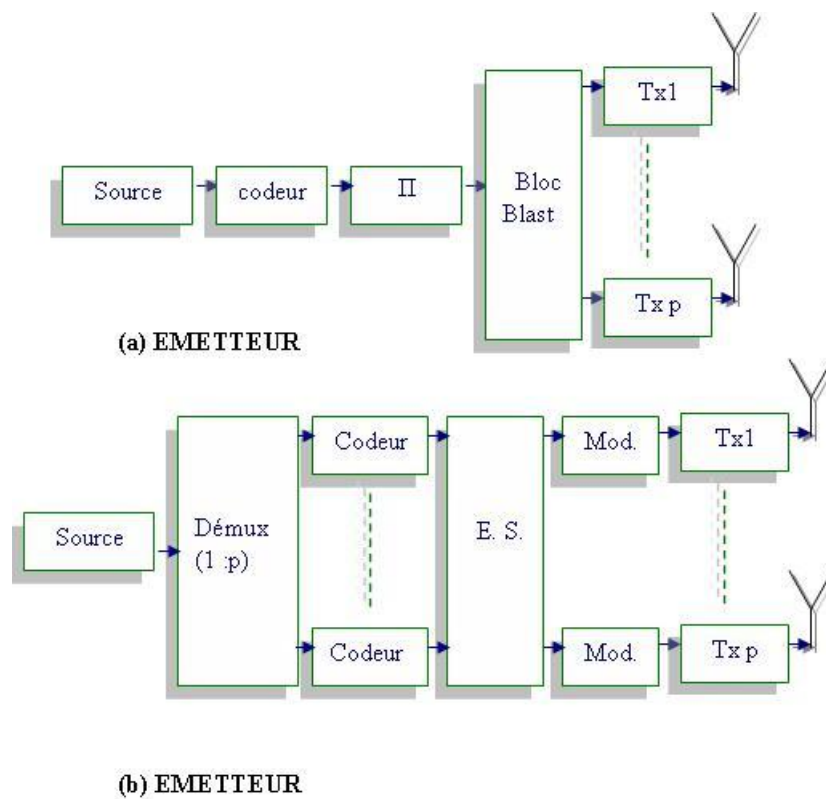 Source
codeur
Π
Bloc
Blast
Tx1
Tx p
(a) EMETTEUR
Source
Démux
(1 :p)
Codeur
Codeur
E. S.
Mod.
Mod.
Tx1
Tx p
(b) EMETTEUR